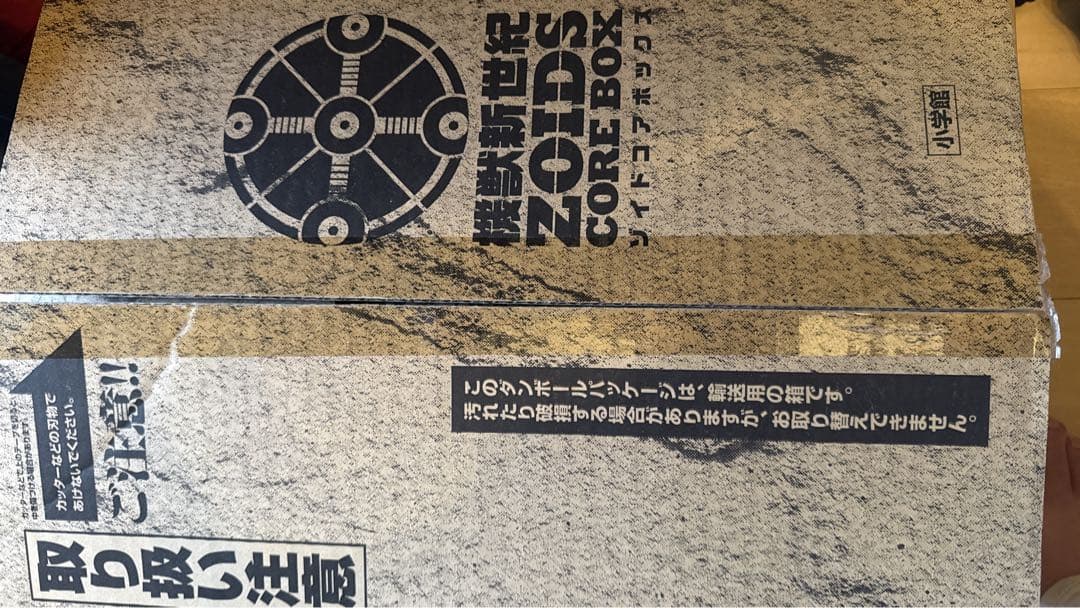 機獣新世紀
ZOIDS
CORE BOX
ゾイドコアボックス
小学館
このダンボールパッケージは、輸送用の箱です。
汚れたり破損する場合がありますが、お取り替えできません。
ご注意!!
カッターなどの刃物で
あけないでください。
取り扱い注意